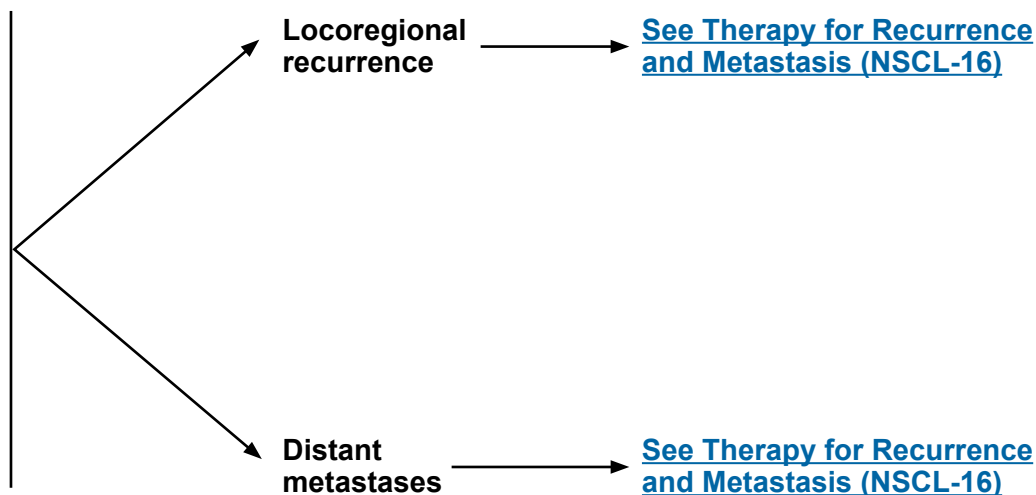 Locoregional
recurrence
See Therapy for Recurrence
and Metastasis (NSCL-16)
Distant
metastases
See Therapy for Recurrence
and Metastasis (NSCL-16)